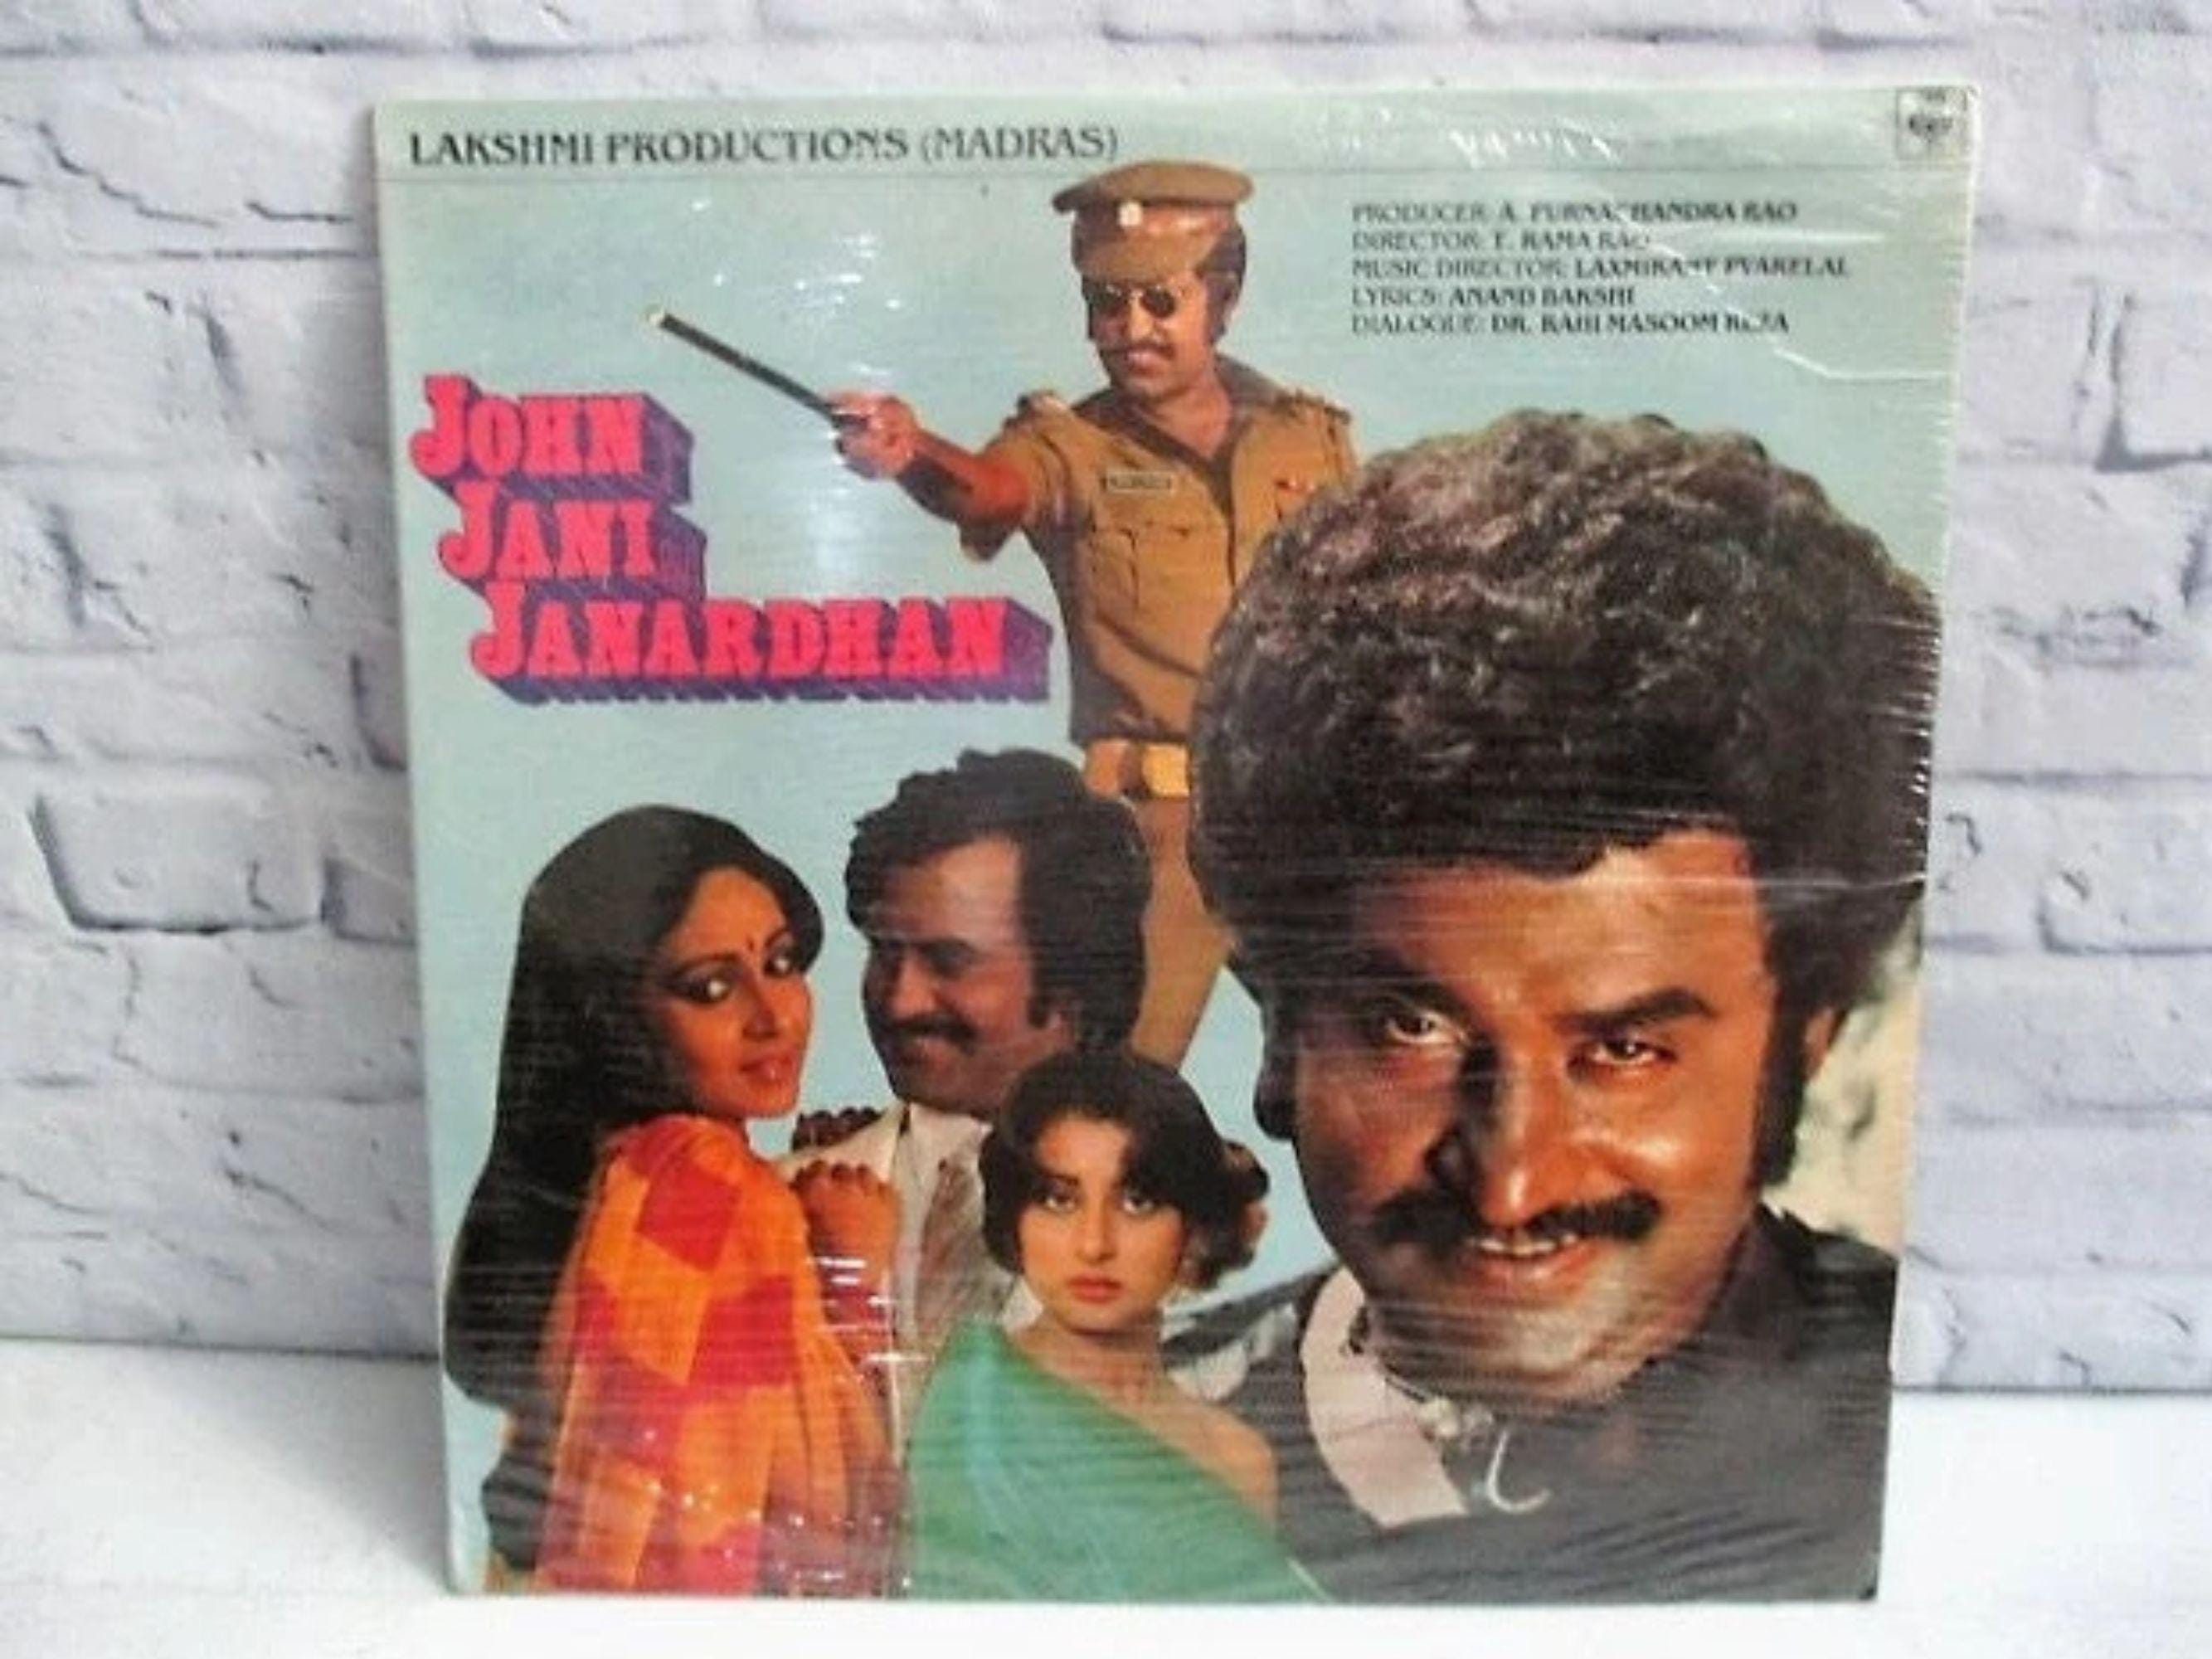 LAKSHMI PRODUCTIONS (MADRAS)
PRODUCER: A. PURNACHANDRA RAO
DIRECTOR: T. RAMA RAO
MUSIC DIRECTOR: LAXMIKANT PYARELAL
LYRICS: ANAND BAKSHI
DIALOGUE: DR. RAHI MASOOM REZA
JOHN
JANI
JANARDHAN